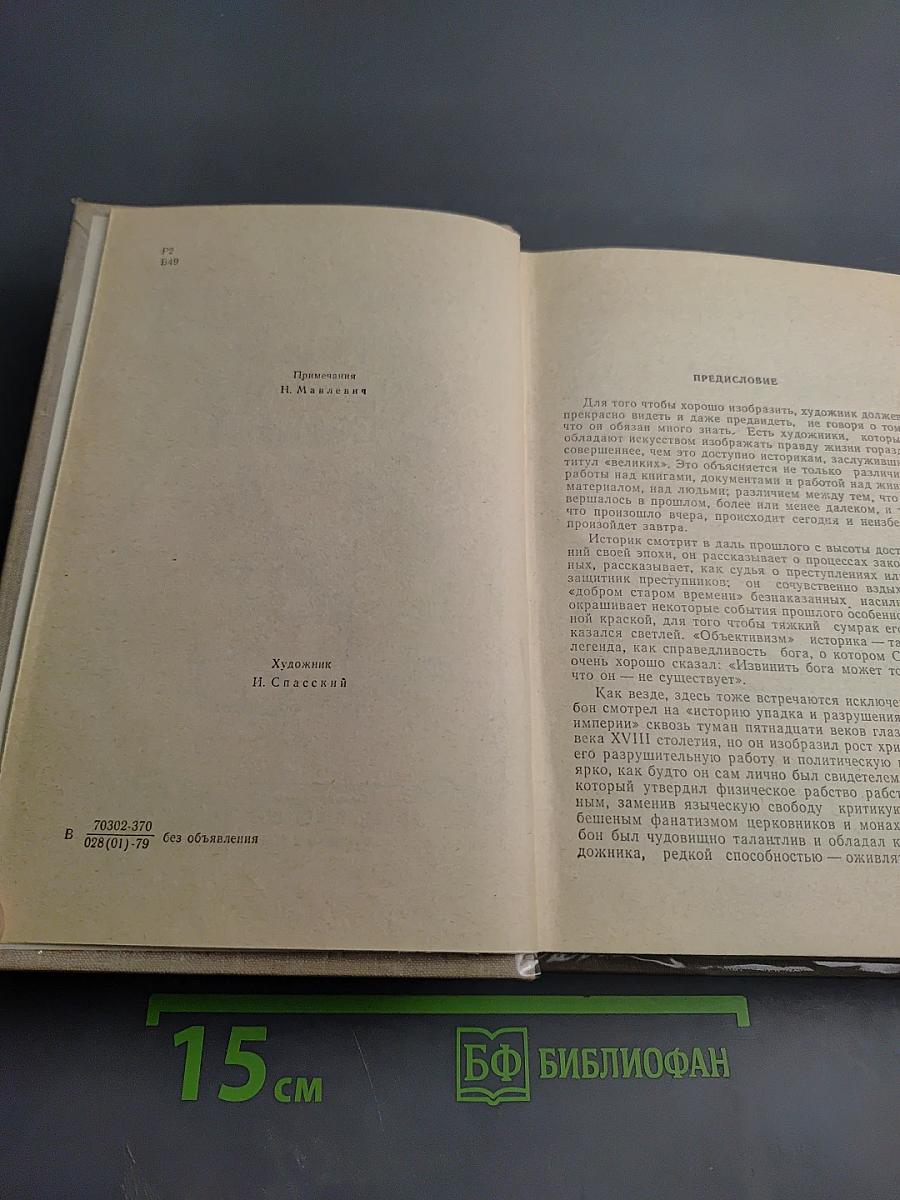 Р2
В49
Примечания
Н. Мавлевич
Художник
И. Спасский
В 70302-370
028(01)-79 без объявления
ПРЕДИСЛОВИЕ
Для того чтобы хорошо изобразить, художник должен
прекрасно видеть и даже предвидеть, не говоря о том,
что он обязан много знать. Есть художники, которы
обладают искусством изображать правду жизни горазд
совершеннее, чем это доступно историкам, заслуживши
титул «великих». Это объясняется не только различи
работы над книгами, документами и работой над жив
материалом, над людьми; различием между тем, что
вершалось в прошлом, более или менее далеком, и
что произошло вчера, происходит сегодня и неизбе
произойдет завтра.
Историк смотрит в даль прошлого с высоты дост
ний своей эпохи, он рассказывает о процессах зако
ных, рассказывает, как судья о преступлениях или
защитник преступников; он сочувственно вздых
«добром старом времени» безнаказанных насили
окрашивает некоторые события прошлого особенно
ной краской, для того чтобы тяжкий сумрак его
казался светлей. «Объективизм» историка — та
легенда, как справедливость бога, о котором С
очень хорошо сказал: «Извинить бога может то
что он — не существует».
Как везде, здесь тоже встречаются исключе
бон смотрел на «историю упадка и разрушения
империи» сквозь туман пятнадцати веков глаз
века XVIII столетия, но он изобразил рост хри
его разрушительную работу и политическую
ярко, как будто он сам лично был свидетелем
который утвердил физическое рабство рабст
ным, заменив языческую свободу критику
бешеным фанатизмом церковников и монах
бон был чудовищно талантлив и обладал к
дожника, редкой способностью — оживлят
15 см
БФ БИБЛИОФАН